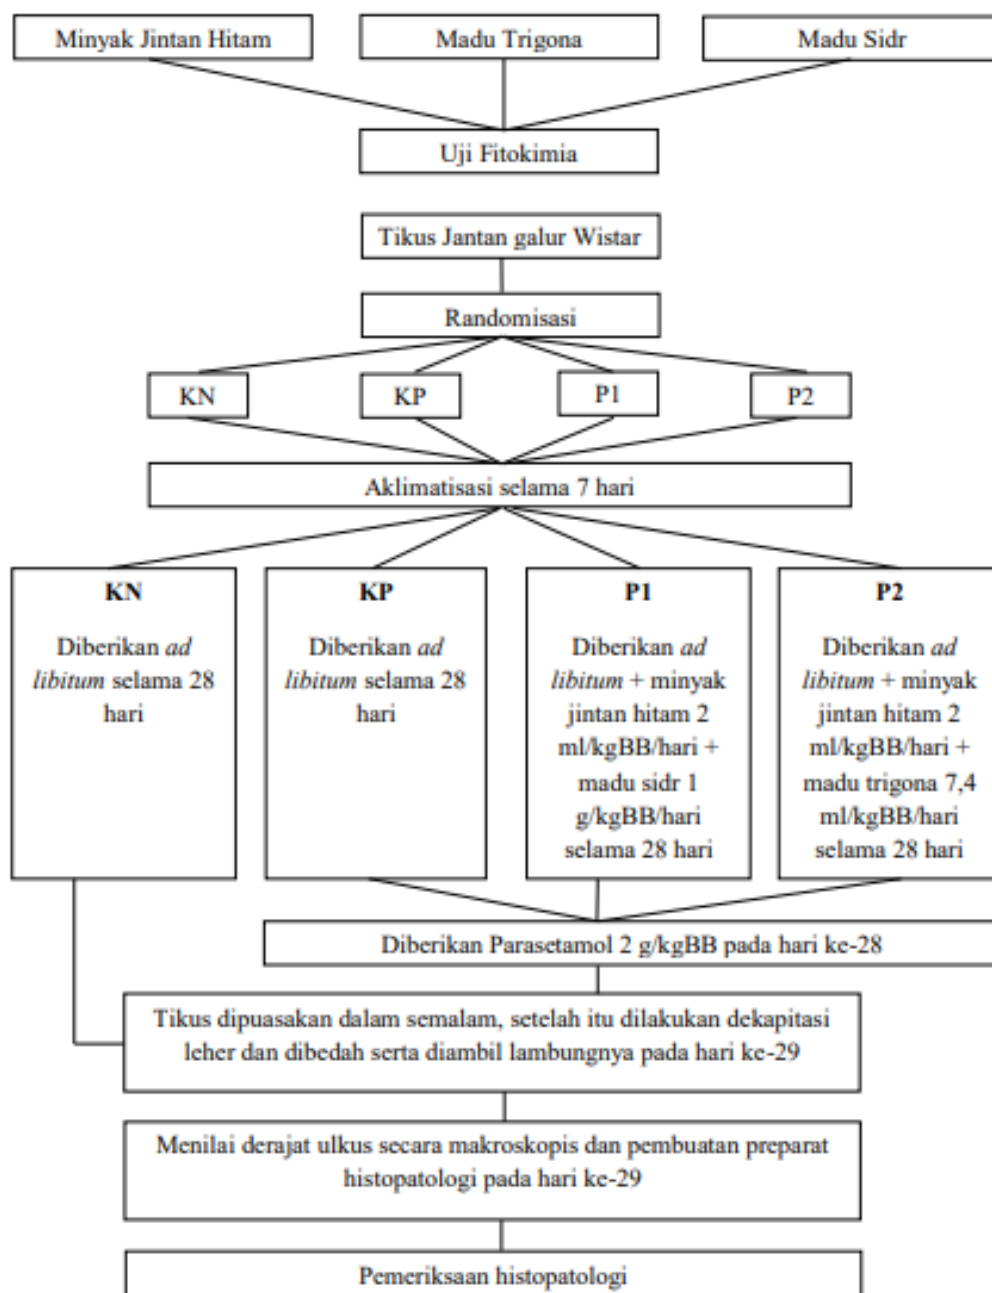 Minyak Jintan Hitam
Madu Trigona
Madu Sidr
Uji Fitokimia
Tikus Jantan galur Wistar
Randomisasi
KN
KP
P1
P2
Aklimatisasi selama 7 hari
KN
Diberikan ad
libitum selama 28
hari
KP
Diberikan ad
libitum selama 28
hari
P1
Diberikan ad
libitum + minyak
jintan hitam 2
ml/kgBB/hari +
madu sidr 1
g/kgBB/hari
selama 28 hari
P2
Diberikan ad
libitum + minyak
jintan hitam 2
ml/kgBB/hari +
madu trigona 7,4
ml/kgBB/hari
selama 28 hari
Diberikan Parasetamol 2 g/kgBB pada hari ke-28
Tikus dipuasakan dalam semalam, setelah itu dilakukan dekapitasi
leher dan dibedah serta diambil lambungnya pada hari ke-29
Menilai derajat ulkus secara makroskopis dan pembuatan preparat
histopatologi pada hari ke-29
Pemeriksaan histopatologi